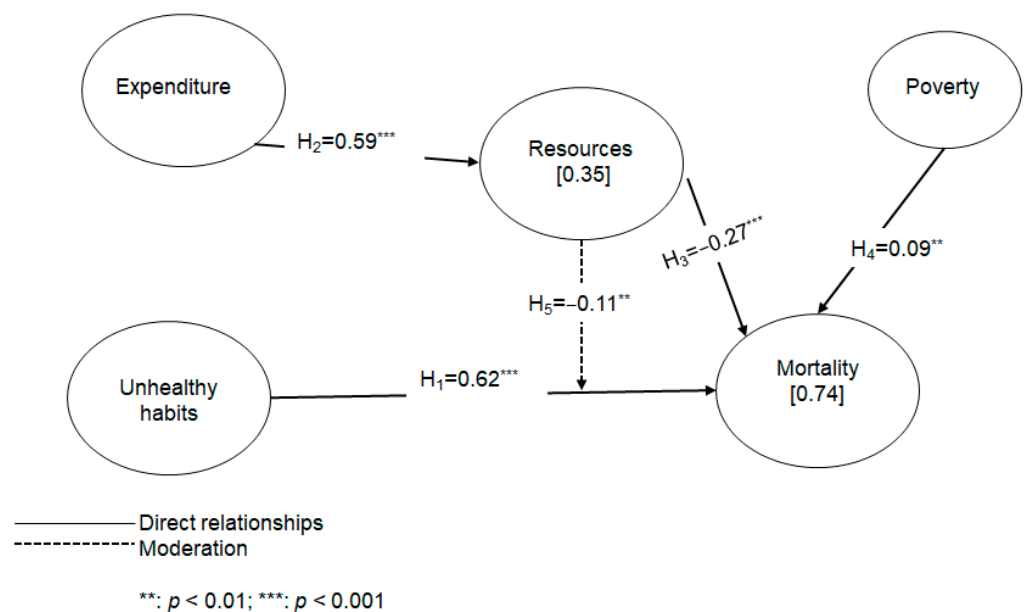 Expenditure
Poverty
H₂=0.59***
Resources
[0.35]
H₃=−0.27***
H₄=0.09**
H₅=−0.11**
Unhealthy
habits
H₁=0.62***
Mortality
[0.74]
Direct relationships
Moderation
**: p < 0.01; ***: p < 0.001